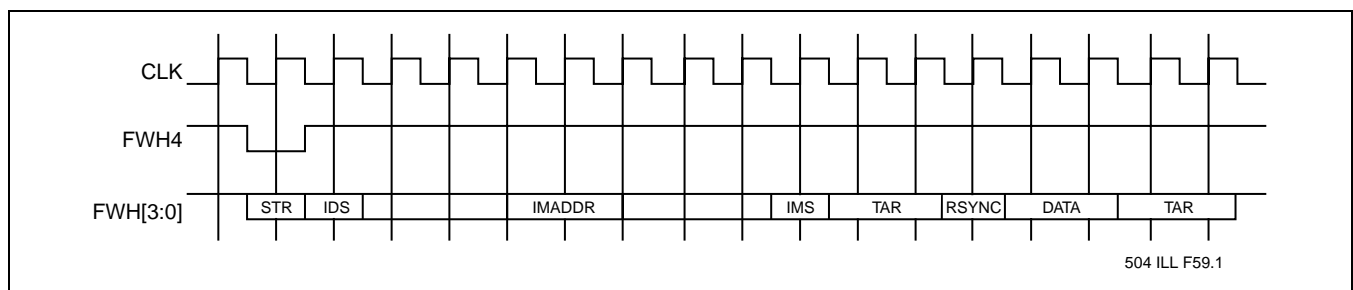 CLK
FWH4
FWH[3:0]
STR IDS IMADDR IMS TAR RSYNC DATA TAR
504 ILL F59.1